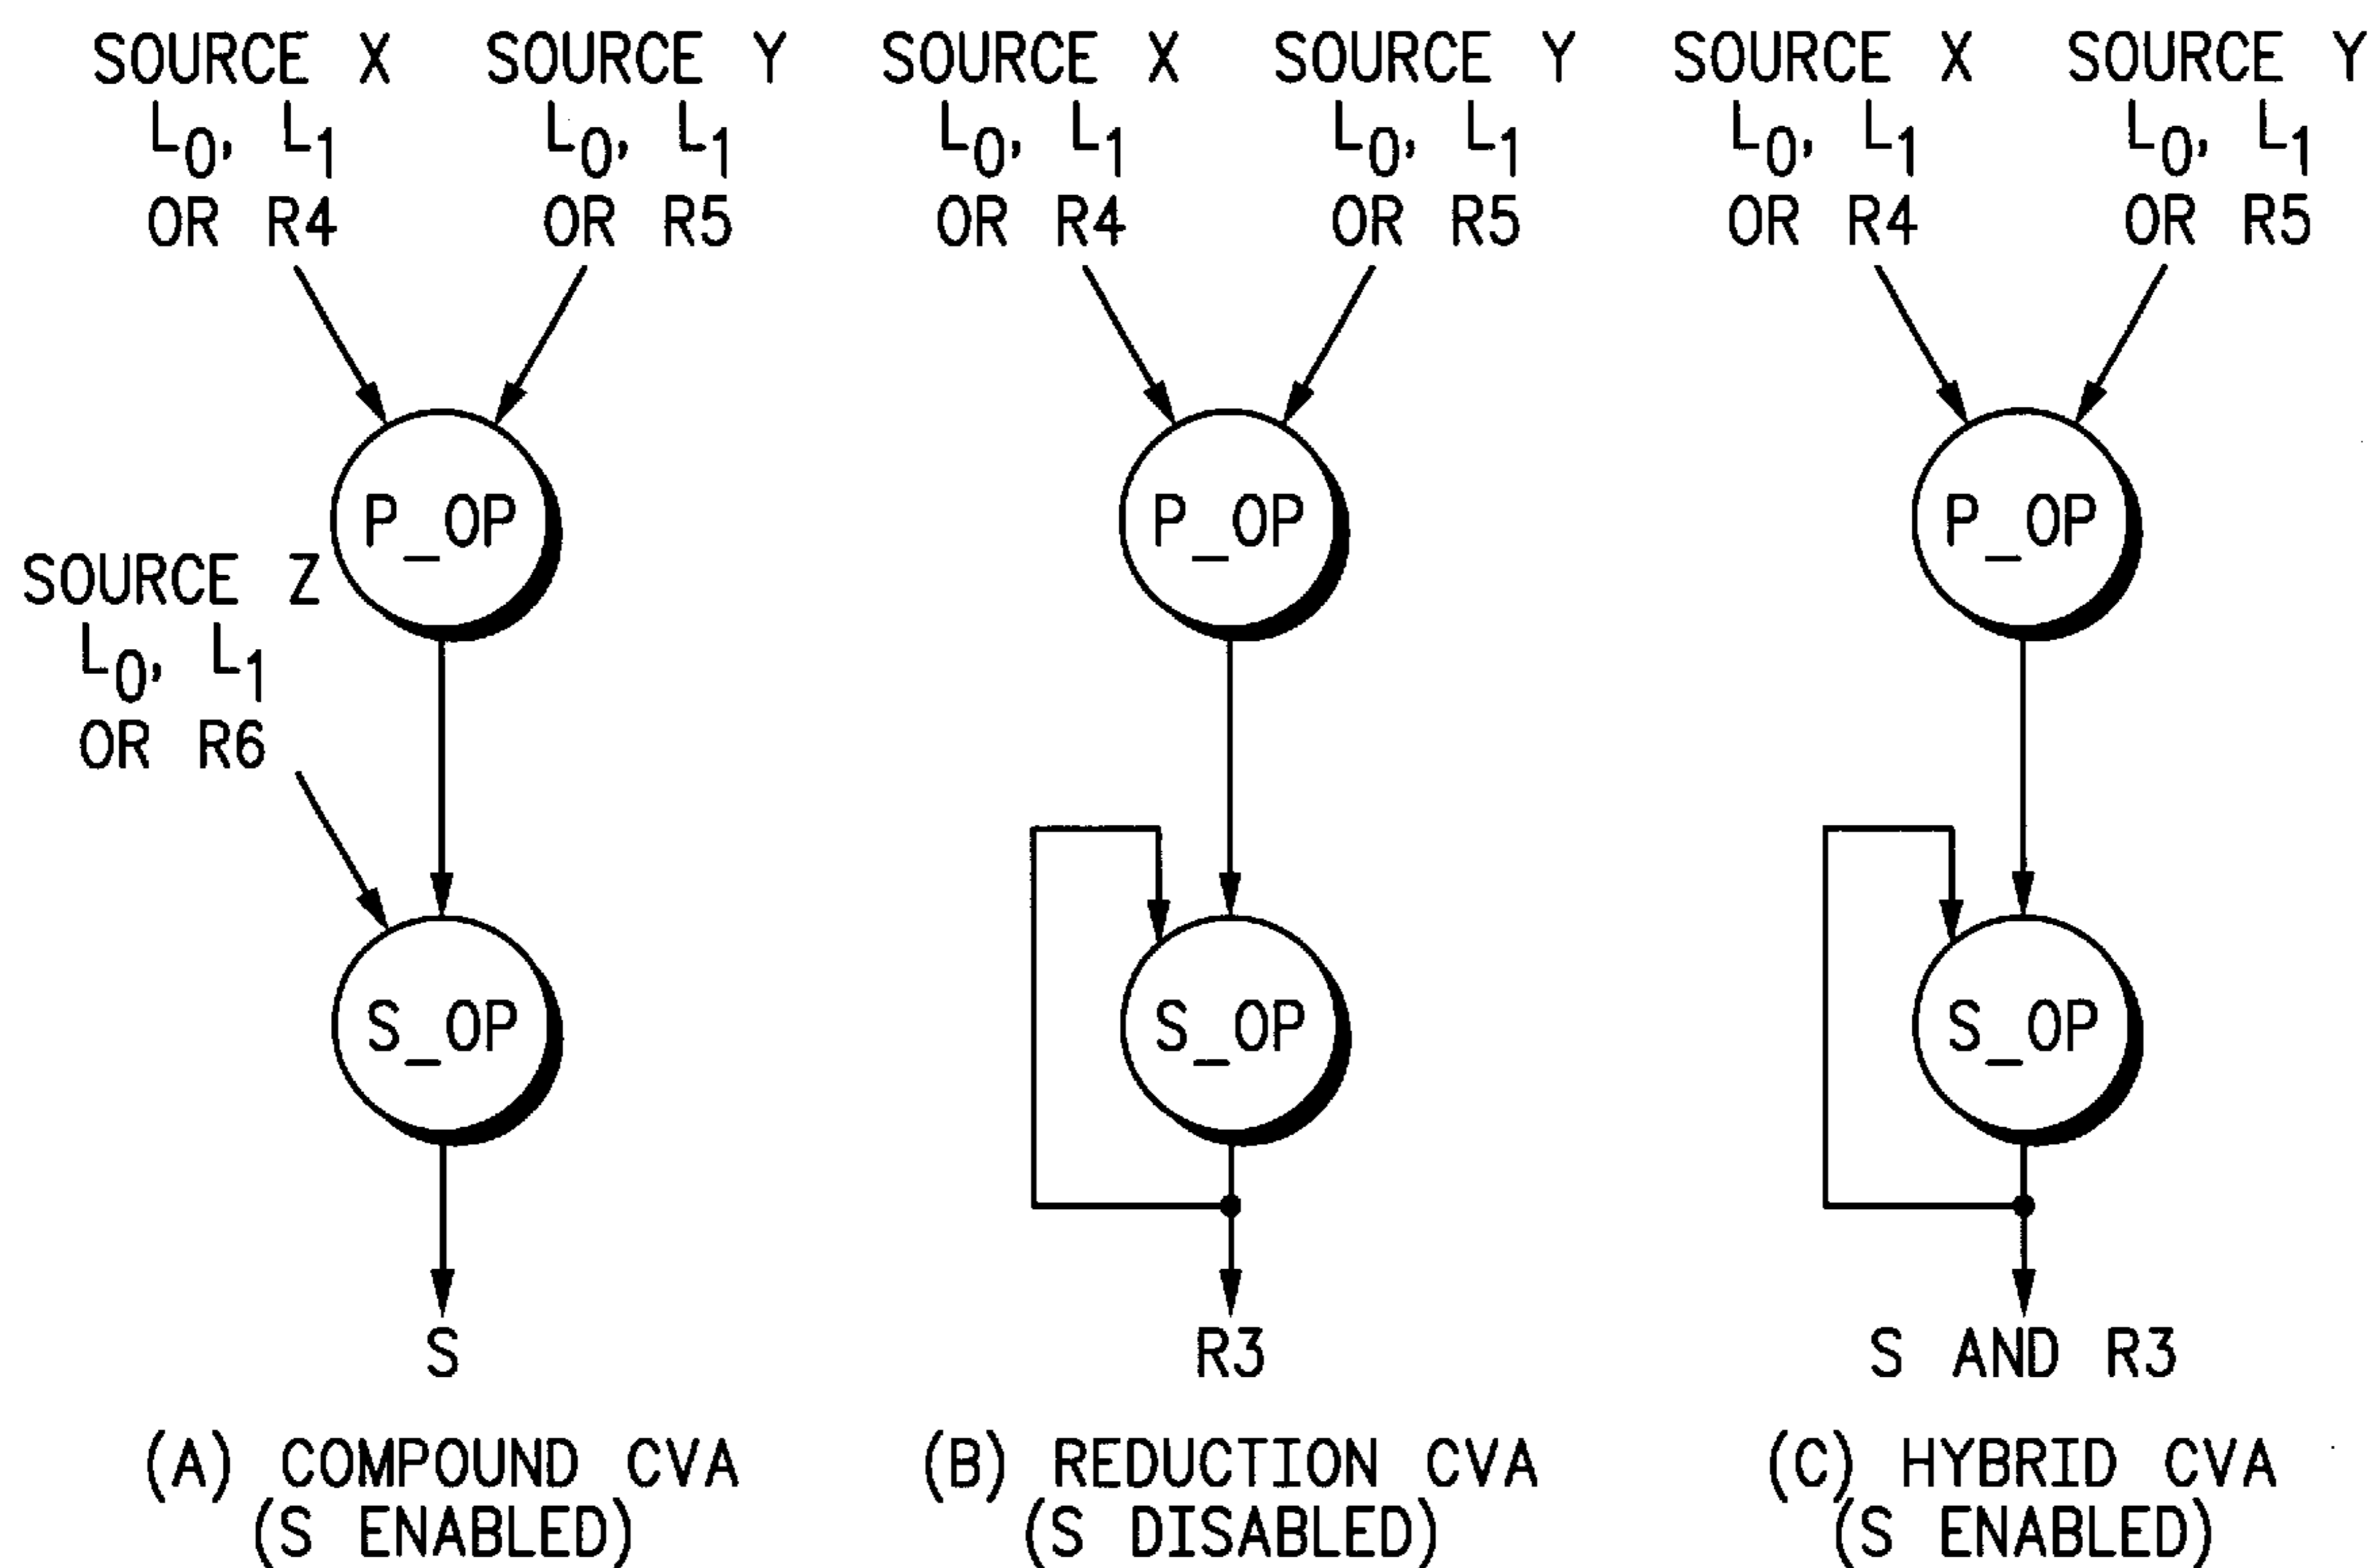 SOURCE X SOURCE Y
L0, L1 L0, L1
OR R4 OR R5
P_OP
SOURCE Z
L0, L1
OR R6
S_OP
S
(A) COMPOUND CVA
(S ENABLED)
SOURCE X SOURCE Y
L0, L1 L0, L1
OR R4 OR R5
P_OP
S_OP
R3
(B) REDUCTION CVA
(S DISABLED)
SOURCE X SOURCE Y
L0, L1 L0, L1
OR R4 OR R5
P_OP
S_OP
S AND R3
(C) HYBRID CVA
(S ENABLED)